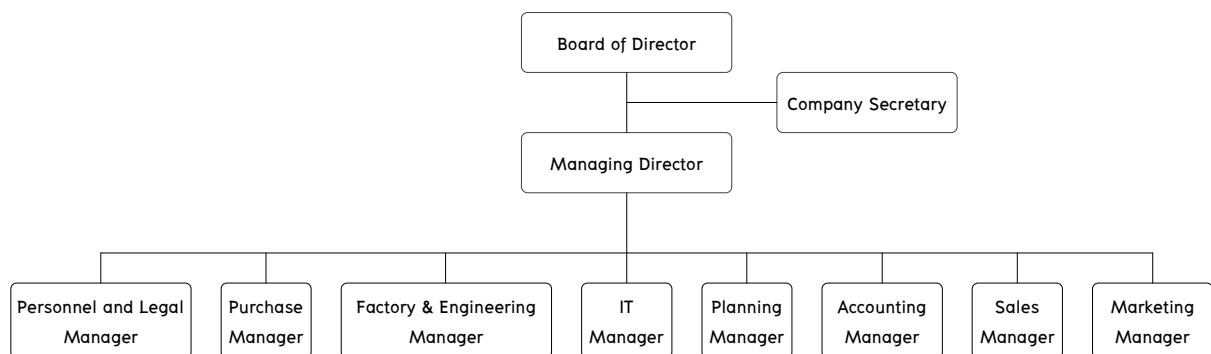 Board of Director
Company Secretary
Managing Director
Personnel and Legal
Manager
Purchase
Manager
Factory & Engineering
Manager
IT
Manager
Planning
Manager
Accounting
Manager
Sales
Manager
Marketing
Manager